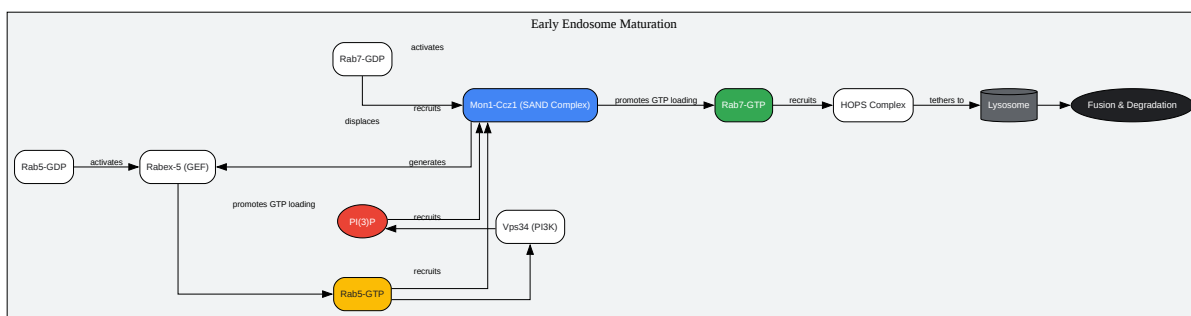 Early Endosome Maturation
activates
Rab7-GDP
recruits
Mon1-Ccz1 (SAND Complex)
promotes GTP loading
Rab7-GTP
recruits
HOPS Complex
tethers to
Lysosome
Fusion & Degradation
displaces
Rab5-GDP
activates
Rabex-5 (GEF)
generates
promotes GTP loading
PI(3)P
recruits
Vps34 (PI3K)
recruits
Rab5-GTP